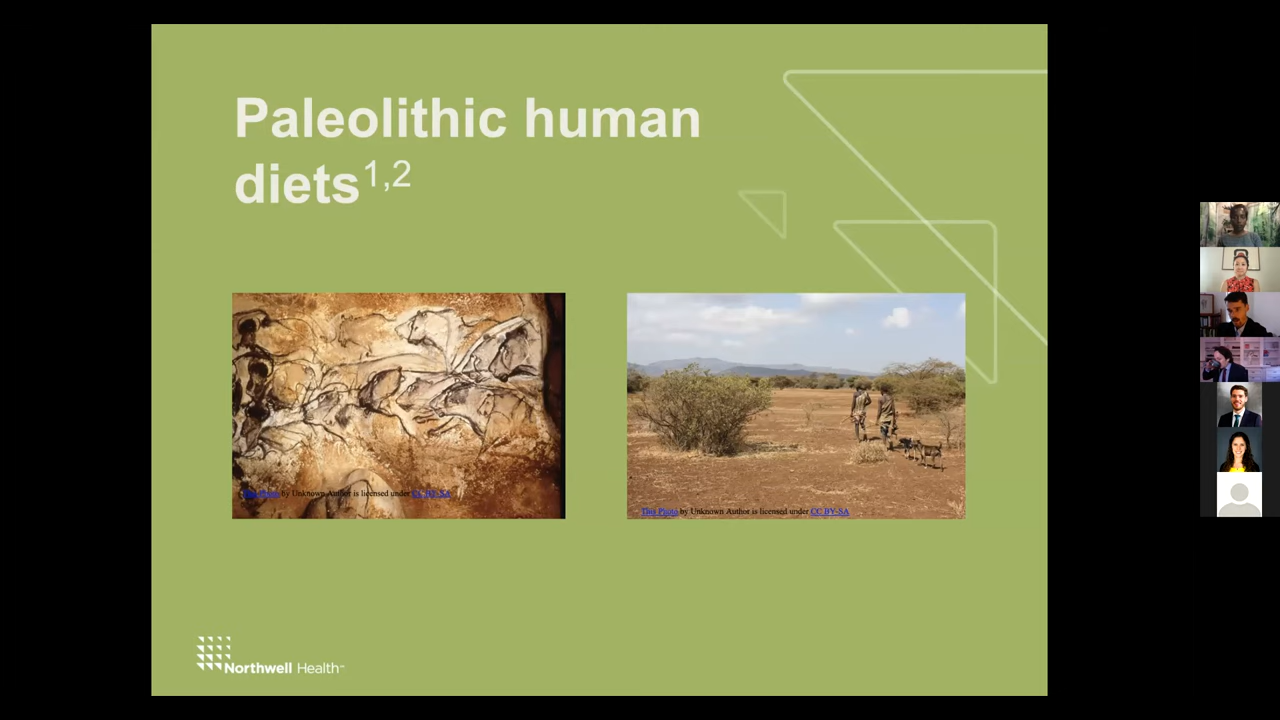 Paleolithic human
diets1,2
This Photo by Unknown Author is licensed under CC BY-SA
This Photo by Unknown Author is licensed under CC BY-SA
Northwell Health℠